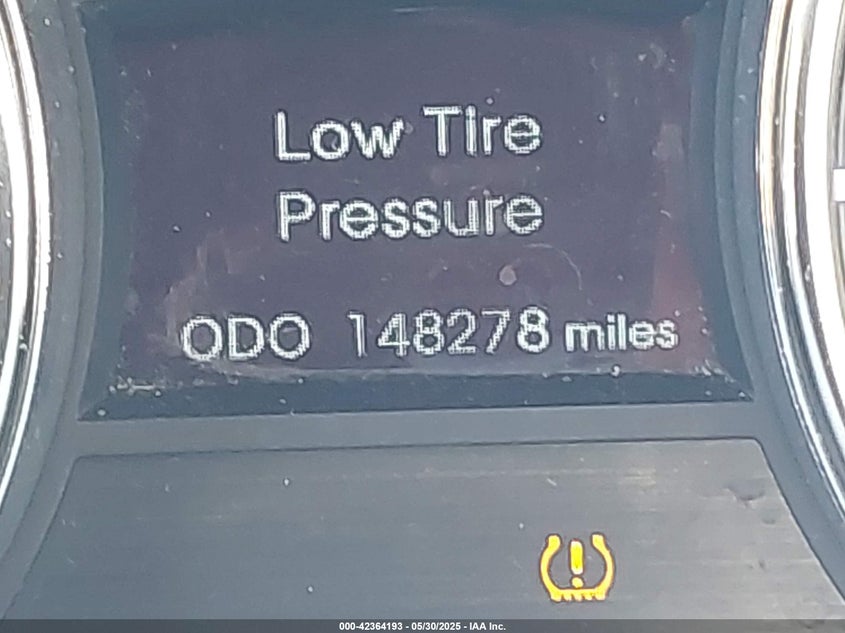 Low Tire
Pressure
ODO 148278 miles
000-42364193 - 05/30/2025 - IAA Inc.